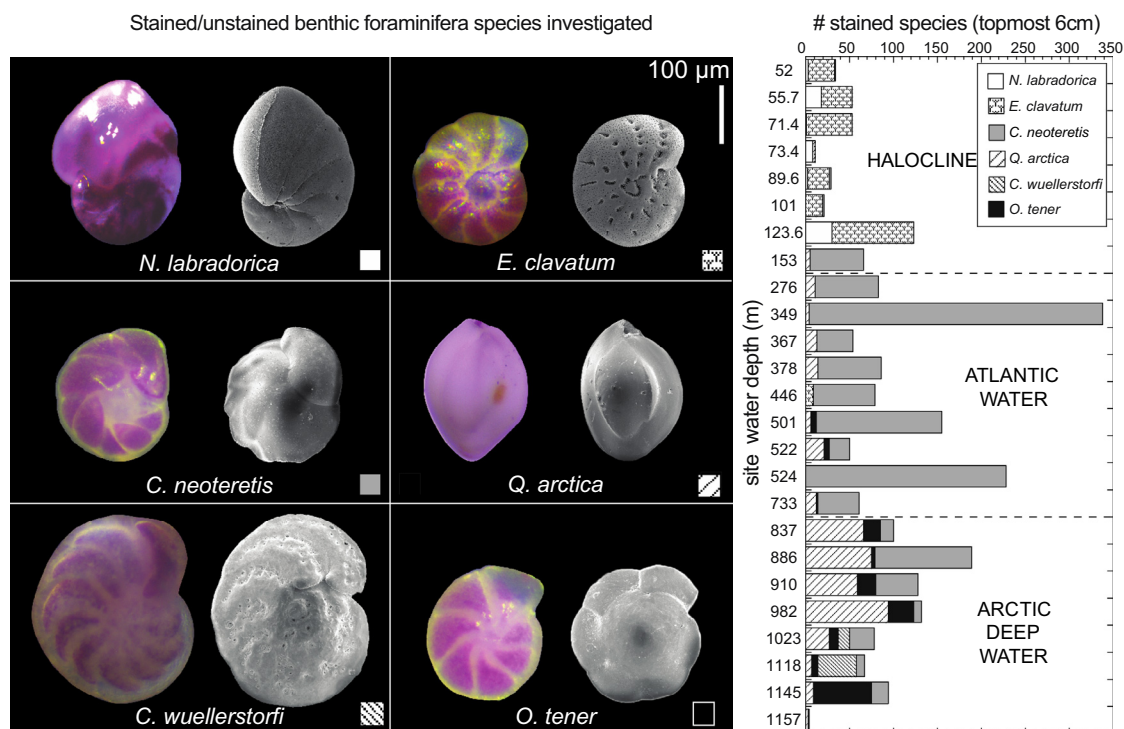 Stained/unstained benthic foraminifera species investigated
100 µm
N. labradorica
E. clavatum
C. neoteretis
Q. arctica
C. wuellerstorfi
O. tener
# stained species (topmost 6cm)
0 50 100 150 200 250 300 350
site water depth (m)
52
55.7
71.4
73.4
89.6
101
123.6
153
276
349
367
378
446
501
522
524
733
837
886
910
982
1023
1118
1145
1157
N. labradorica
E. clavatum
C. neoteretis
Q. arctica
C. wuellerstorfi
O. tener
HALOCLINE
ATLANTIC
WATER
ARCTIC
DEEP
WATER